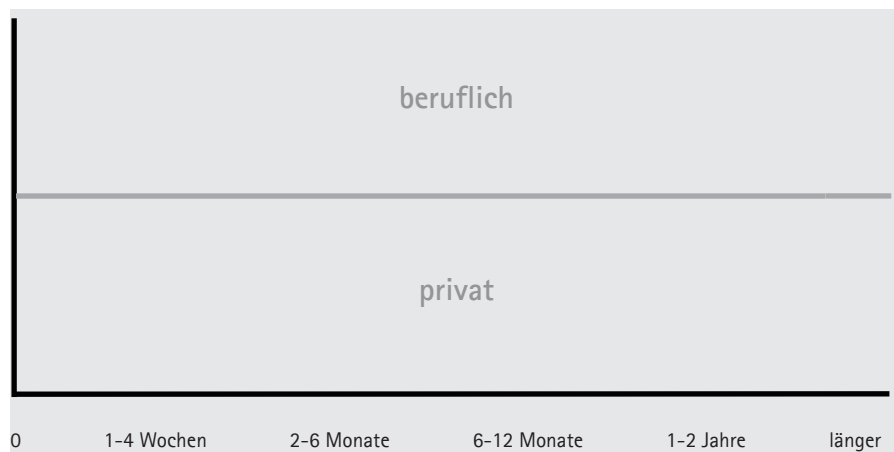 beruflich
privat
0 1-4 Wochen 2-6 Monate 6-12 Monate 1-2 Jahre länger